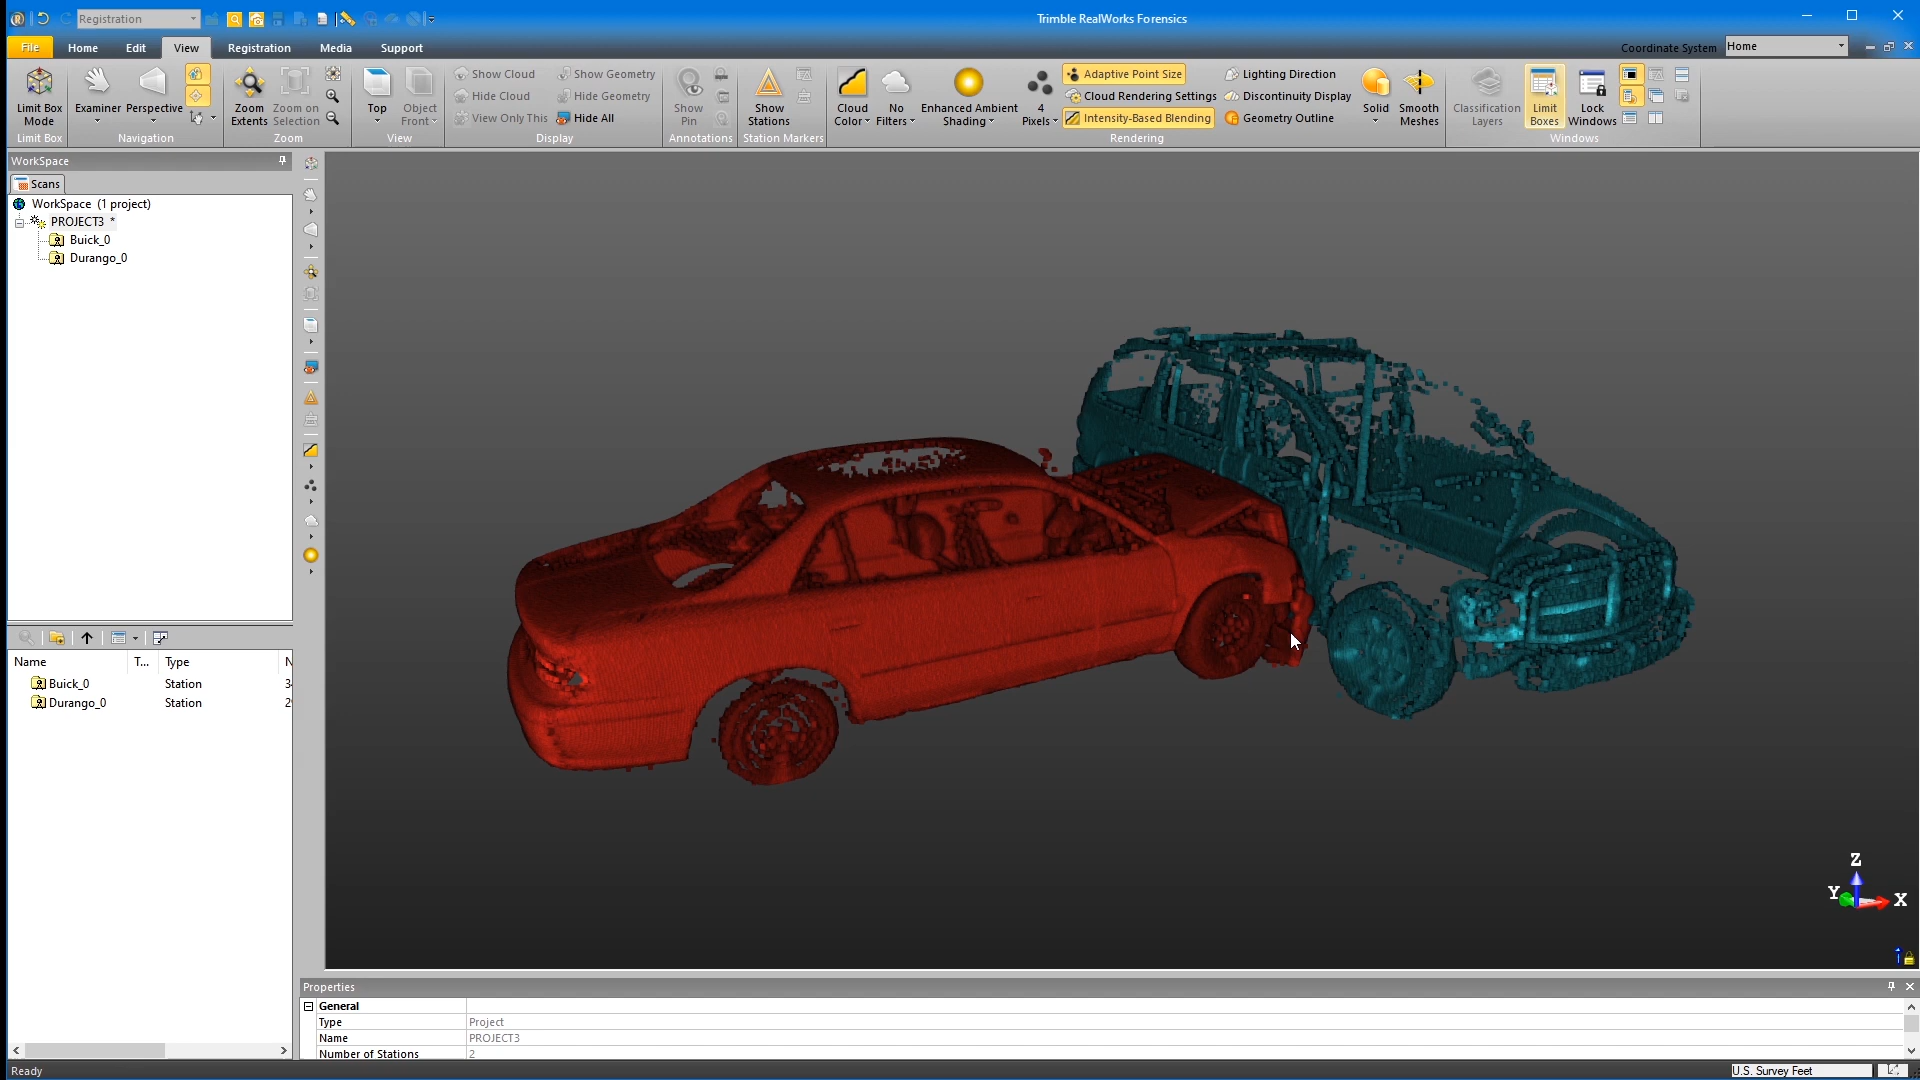 Registration
Trimble RealWorks Forensics
File Home Edit View Registration Media Support
Coordinate System Home
Limit Box Mode
Limit Box
Examiner
Perspective
Navigation
Zoom Extents
Zoom on Selection
Zoom
Top
Object Front
View
Show Cloud
Hide Cloud
View Only This
Show Geometry
Hide Geometry
Hide All
Display
Show Pin
Annotations
Show Stations
Station Markers
Cloud Color
No Filters
Enhanced Ambient Shading
4 Pixels
Adaptive Point Size
Cloud Rendering Settings
Intensity-Based Blending
Lighting Direction
Discontinuity Display
Geometry Outline
Solid
Smooth Meshes
Rendering
Classification Layers
Limit Boxes
Lock Windows
Windows
WorkSpace
Scans
WorkSpace (1 project)
PROJECT3 *
Buick_0
Durango_0
Name T... Type N
Buick_0 Station 3
Durango_0 Station 2
Z
Y
X
Properties
General
Type Project
Name PROJECT3
Number of Stations 2
Ready
U.S. Survey Feet